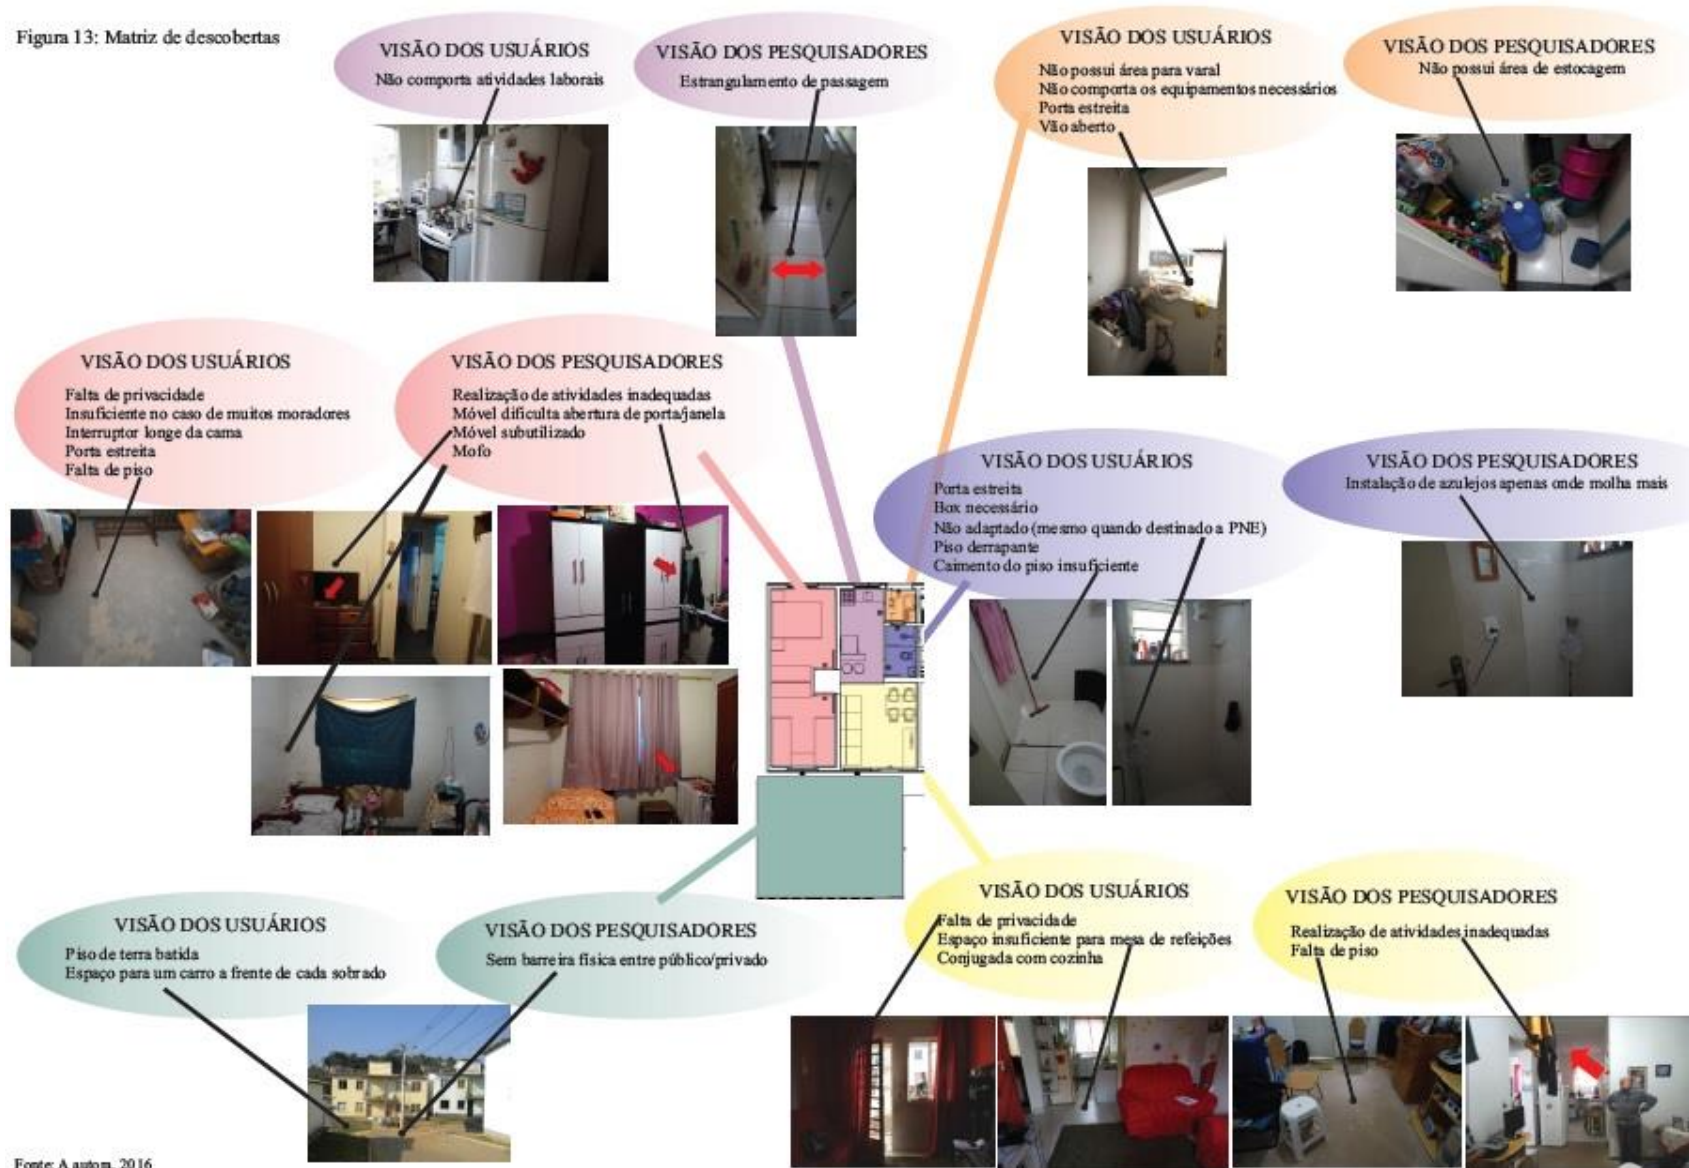 Figura 13: Matriz de descobertas
VISÃO DOS USUÁRIOS
Não comporta atividades laborais
VISÃO DOS PESQUISADORES
Estrangulamento de passagem
VISÃO DOS USUÁRIOS
Não possui área para varal
Não comporta os equipamentos necessários
Porta estreita
Vão aberto
VISÃO DOS PESQUISADORES
Não possui área de estocagem
VISÃO DOS USUÁRIOS
Falta de privacidade
Insuficiente no caso de muitos moradores
Interruptor longe da cama
Porta estreita
Falta de piso
VISÃO DOS PESQUISADORES
Realização de atividades inadequadas
Móvel dificulta abertura de porta/janela
Móvel subutilizado
Mofo
VISÃO DOS USUÁRIOS
Porta estreita
Box necessário
Não adaptado (mesmo quando destinado a PNE)
Piso derrapante
Caimento do piso insuficiente
VISÃO DOS PESQUISADORES
Instalação de azulejos apenas onde molha mais
VISÃO DOS USUÁRIOS
Piso de terra batida
Espaço para um carro a frente de cada sobrado
VISÃO DOS PESQUISADORES
Sem barreira física entre público/privado
VISÃO DOS USUÁRIOS
Falta de privacidade
Espaço insuficiente para mesa de refeições
Conjugada com cozinha
VISÃO DOS PESQUISADORES
Realização de atividades inadequadas
Falta de piso
Fonte: A autora, 2016